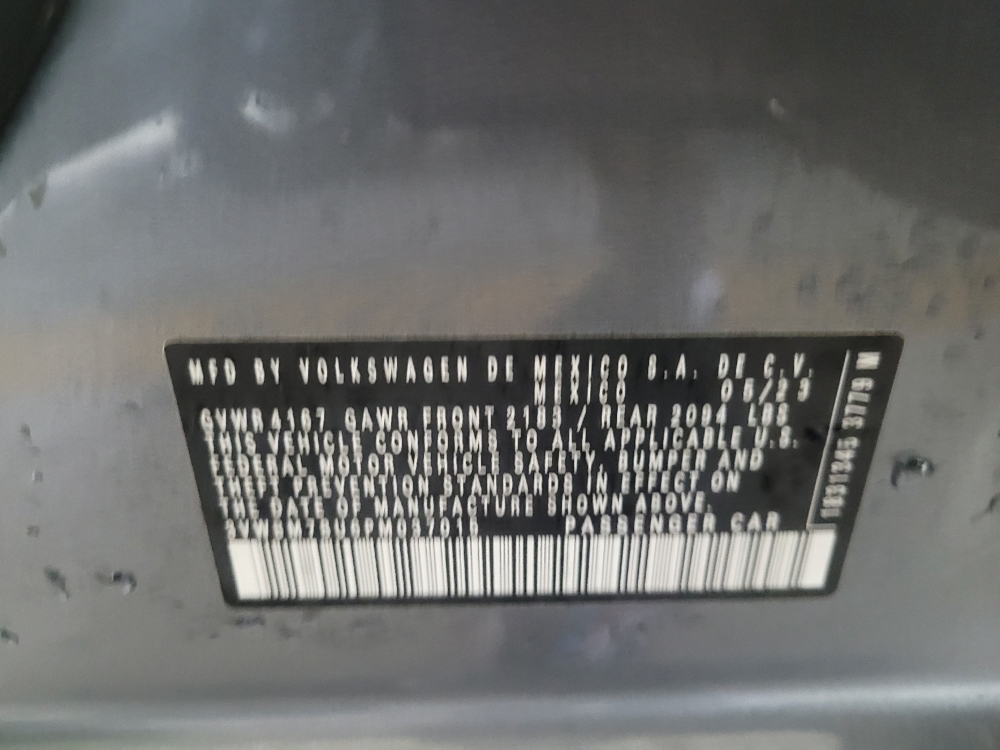 MFD BY VOLKSWAGEN DE MEXICO S.A. DE C.V.
MEXICO 05/23
GVWR 4167 GAWR FRONT 2183 / REAR 2094 LBS
THIS VEHICLE CONFORMS TO ALL APPLICABLE U.S.
FEDERAL MOTOR VEHICLE SAFETY, BUMPER AND
THEFT PREVENTION STANDARDS IN EFFECT ON
THE DATE OF MANUFACTURE SHOWN ABOVE.
PASSENGER CAR